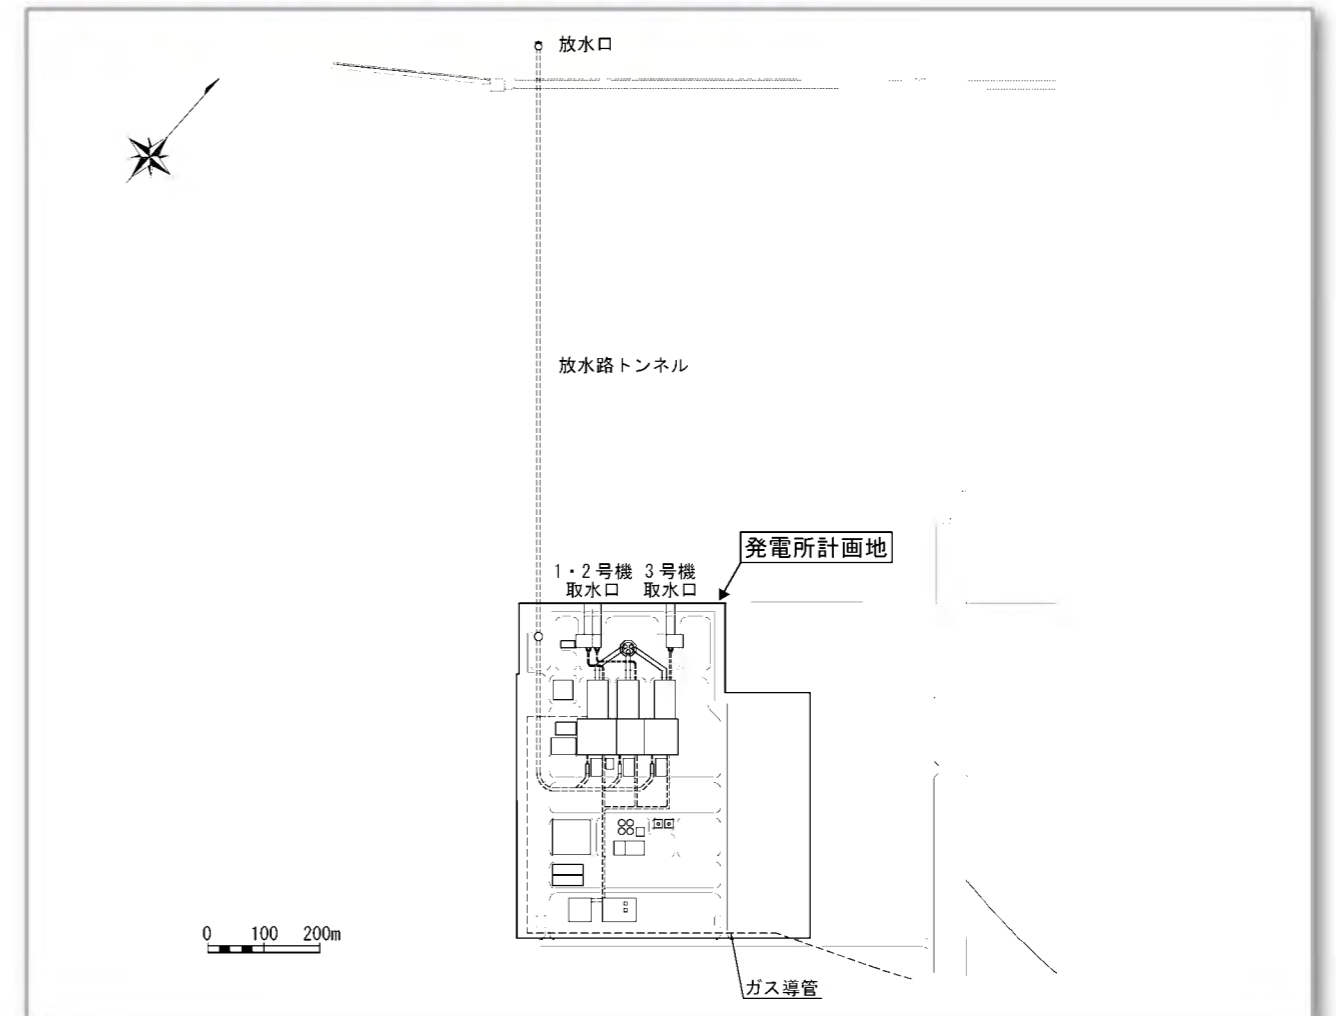 放水口
放水路トンネル
発電所計画地
1・2号機 3号機
取水口 取水口
0 100 200m
ガス導管